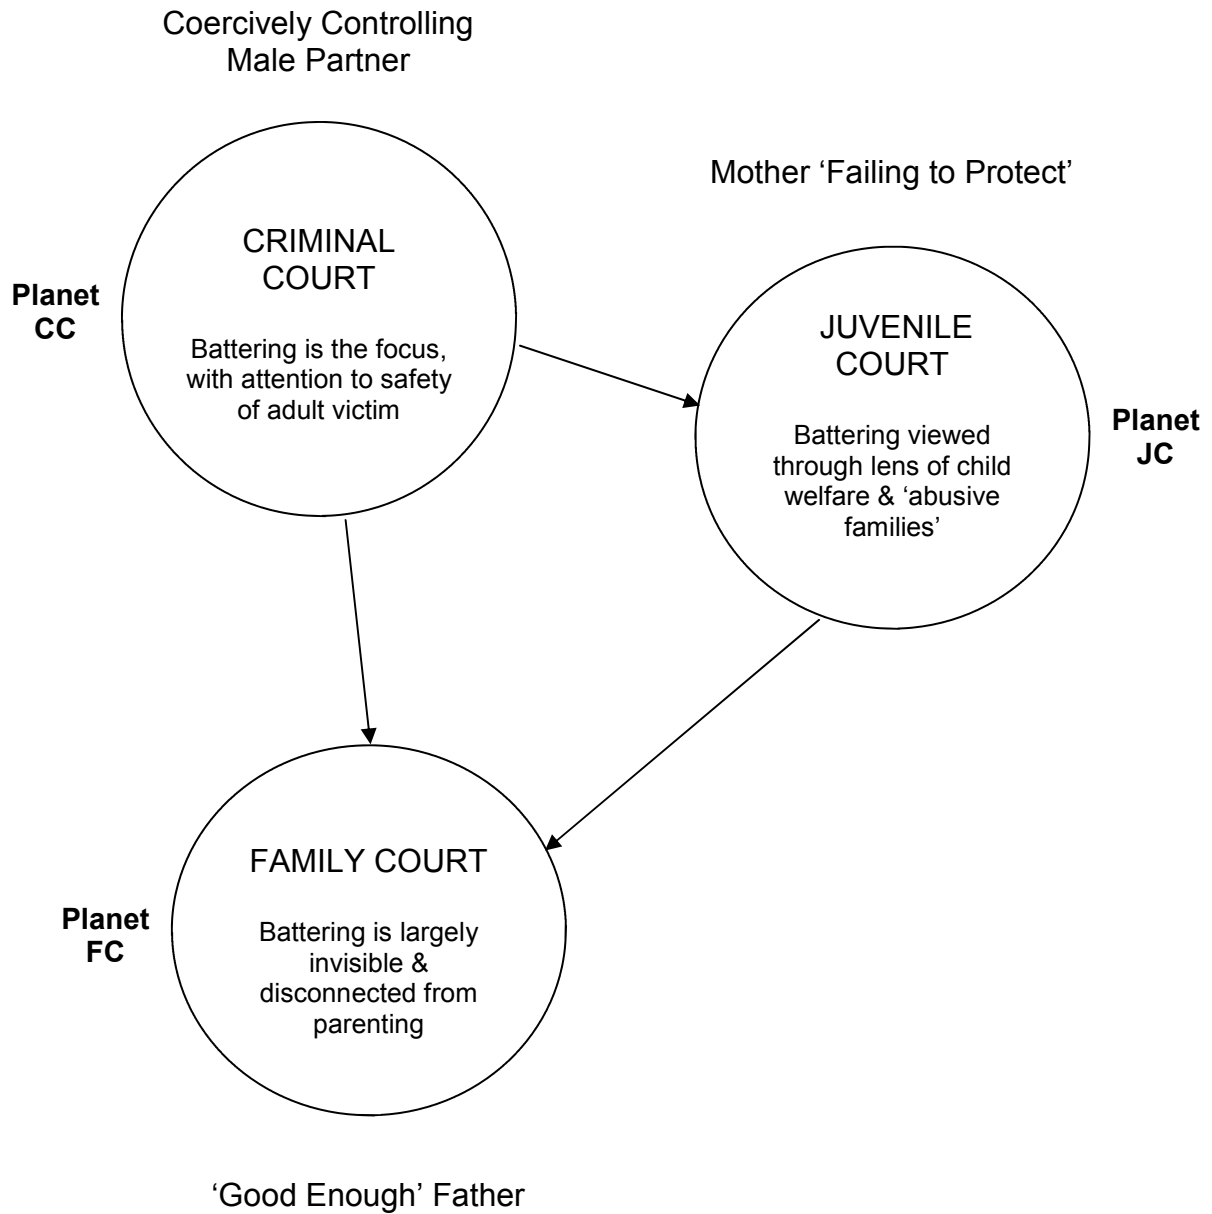 Coercively Controlling
Male Partner
Mother ‘Failing to Protect’
Planet
CC
CRIMINAL
COURT
Battering is the focus,
with attention to safety
of adult victim
JUVENILE
COURT
Battering viewed
through lens of child
welfare & ‘abusive
families’
Planet
JC
Planet
FC
FAMILY COURT
Battering is largely
invisible &
disconnected from
parenting
‘Good Enough’ Father